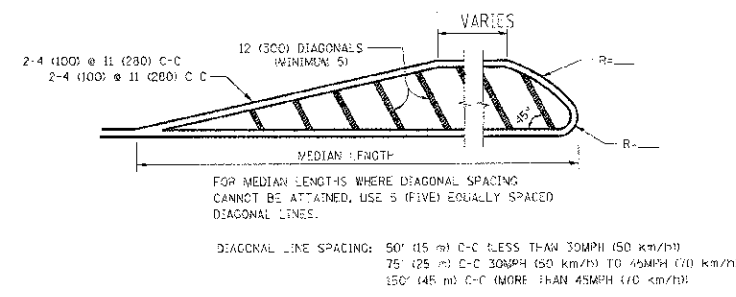 VARIES
12 (300) DIAGONALS
(MINIMUM 5)
2-4 (100) @ 11 (280) C-C
2-4 (100) @ 11 (280) C-C
R=
45°
R=
MEDIAN LENGTH
FOR MEDIAN LENGTHS WHERE DIAGONAL SPACING
CANNOT BE ATTAINED, USE 5 (FIVE) EQUALLY SPACED
DIAGONAL LINES.
DIAGONAL LINE SPACING: 50' (15 m) C-C (LESS THAN 30MPH (50 km/h))
75' (25 m) C-C 30MPH (50 km/h) TO 45MPH (70 km/h
150' (45 m) C-C (MORE THAN 45MPH (70 km/h))